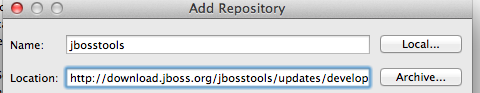 Add Repository
Name: jbosstools Local...
Location: http://download.jboss.org/jbosstools/updates/develop Archive...